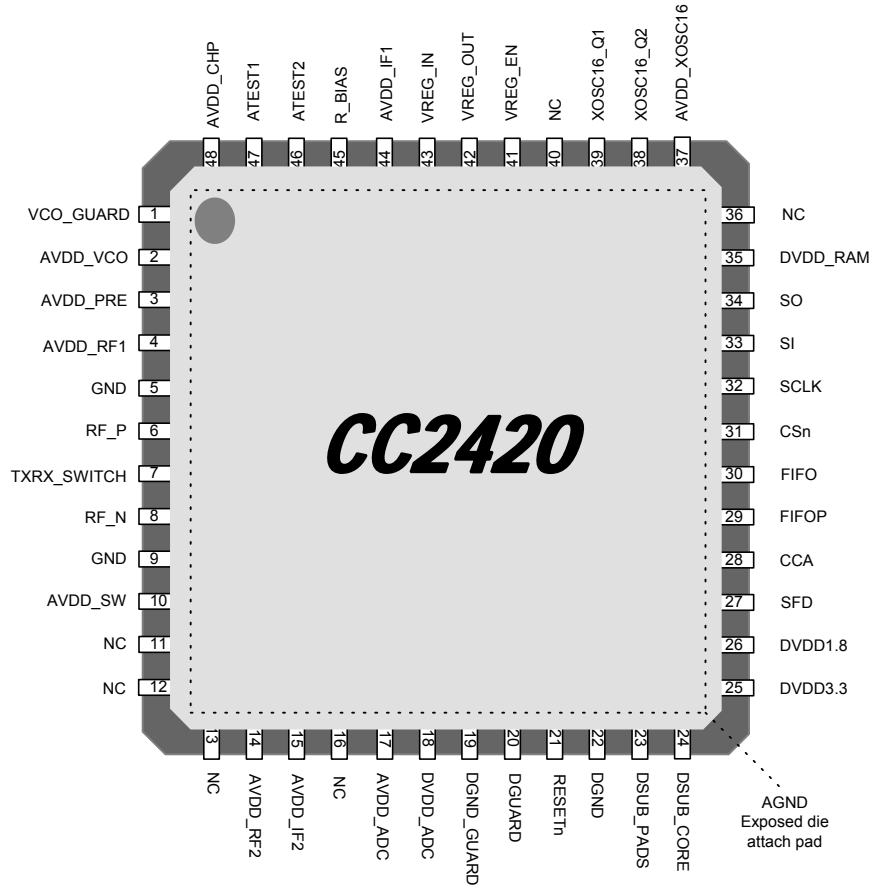 AVDD_CHP
ATEST1
ATEST2
R_BIAS
AVDD_IF1
VREG_IN
VREG_OUT
VREG_EN
NC
XOSC16_Q1
XOSC16_Q2
AVDD_XOSC16
48
47
46
45
44
43
42
41
40
39
38
37
VCO_GUARD 1
AVDD_VCO 2
AVDD_PRE 3
AVDD_RF1 4
GND 5
RF_P 6
TXRX_SWITCH 7
RF_N 8
GND 9
AVDD_SW 10
NC 11
NC 12
CC2420
36 NC
35 DVDD_RAM
34 SO
33 SI
32 SCLK
31 CSn
30 FIFO
29 FIFOP
28 CCA
27 SFD
26 DVDD1.8
25 DVDD3.3
13
14
15
16
17
18
19
20
21
22
23
24
NC
AVDD_RF2
AVDD_IF2
NC
AVDD_ADC
DVDD_ADC
DGND_GUARD
DGUARD
RESETn
DGND
DSUB_PADS
DSUB_CORE
AGND
Exposed die
attach pad